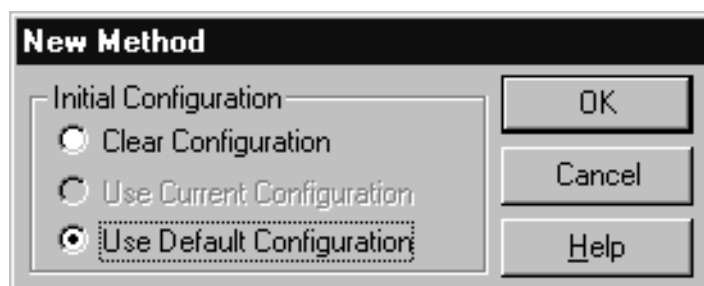 New Method
Initial Configuration
Clear Configuration
Use Current Configuration
Use Default Configuration
OK
Cancel
Help